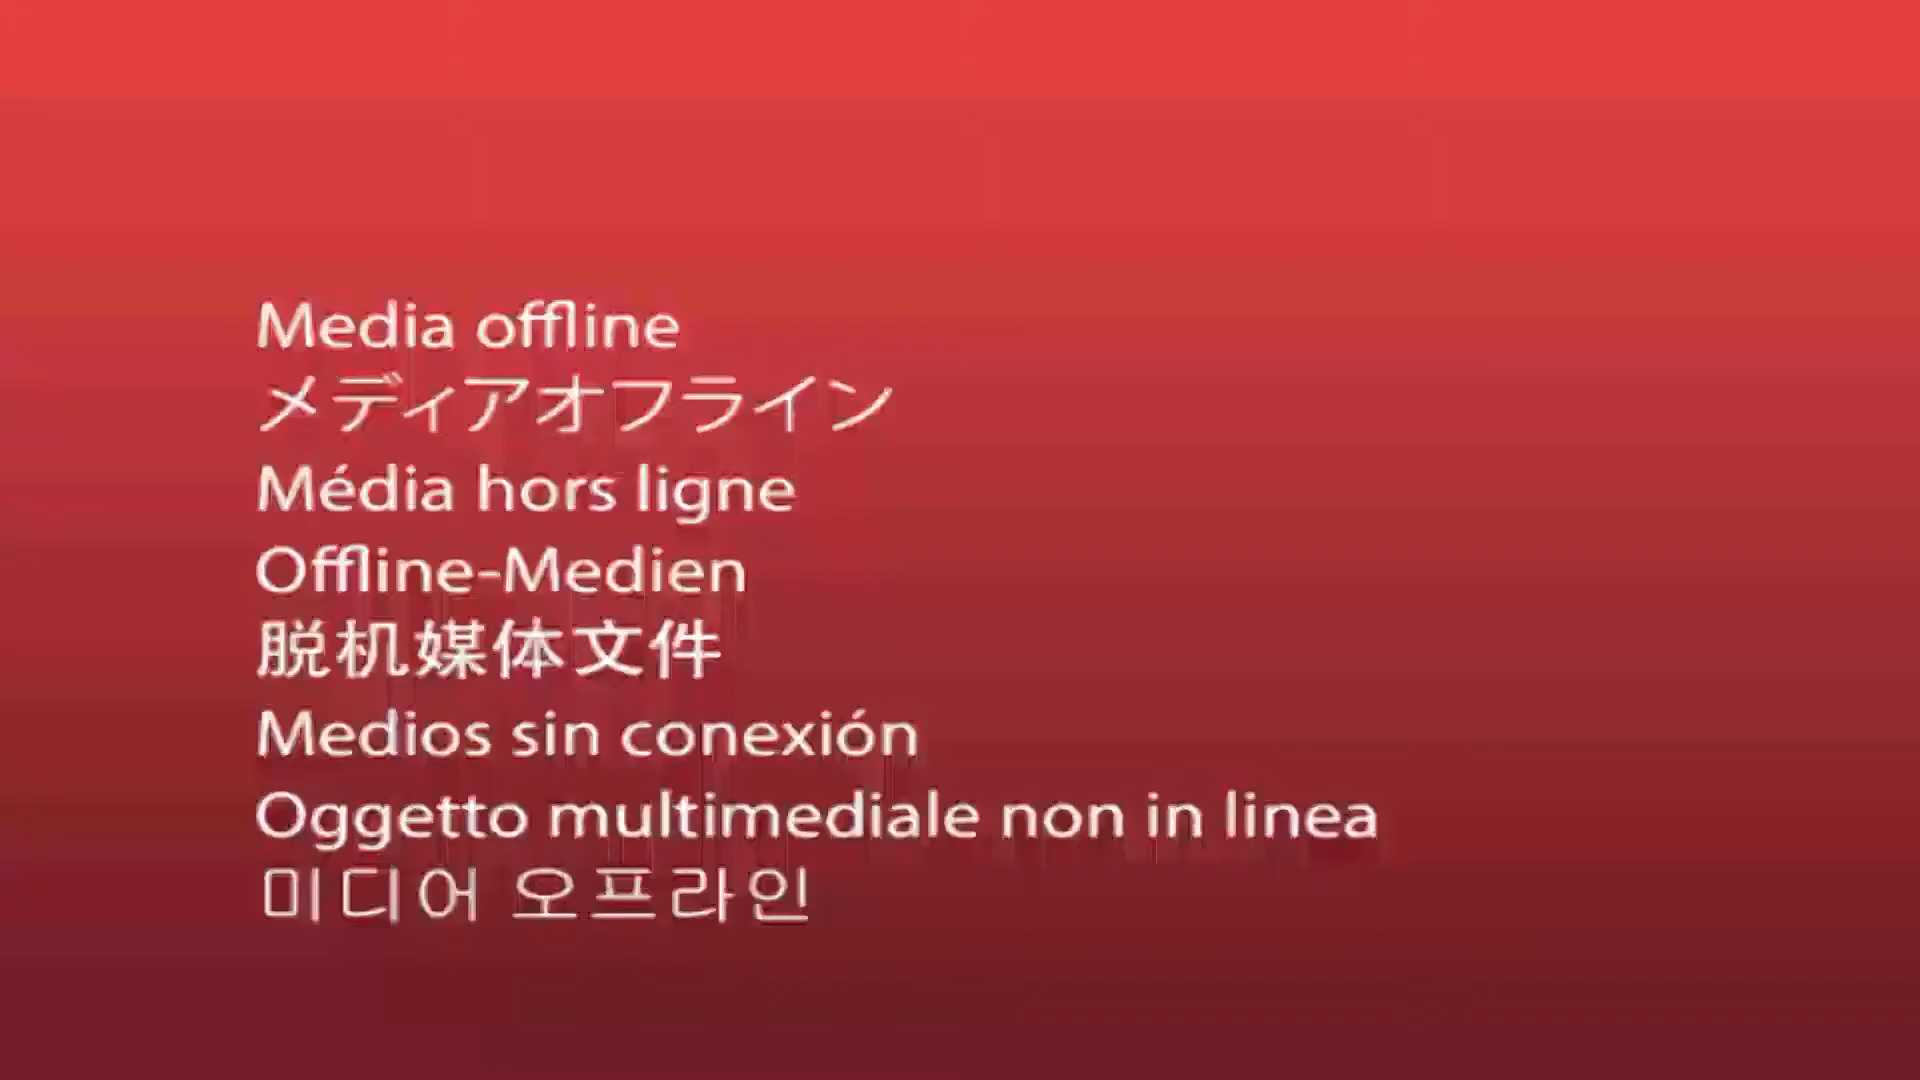 Media offline
メディアオフライン
Média hors ligne
Offline-Medien
脱机媒体文件
Medios sin conexión
Oggetto multimediale non in linea
미디어 오프라인